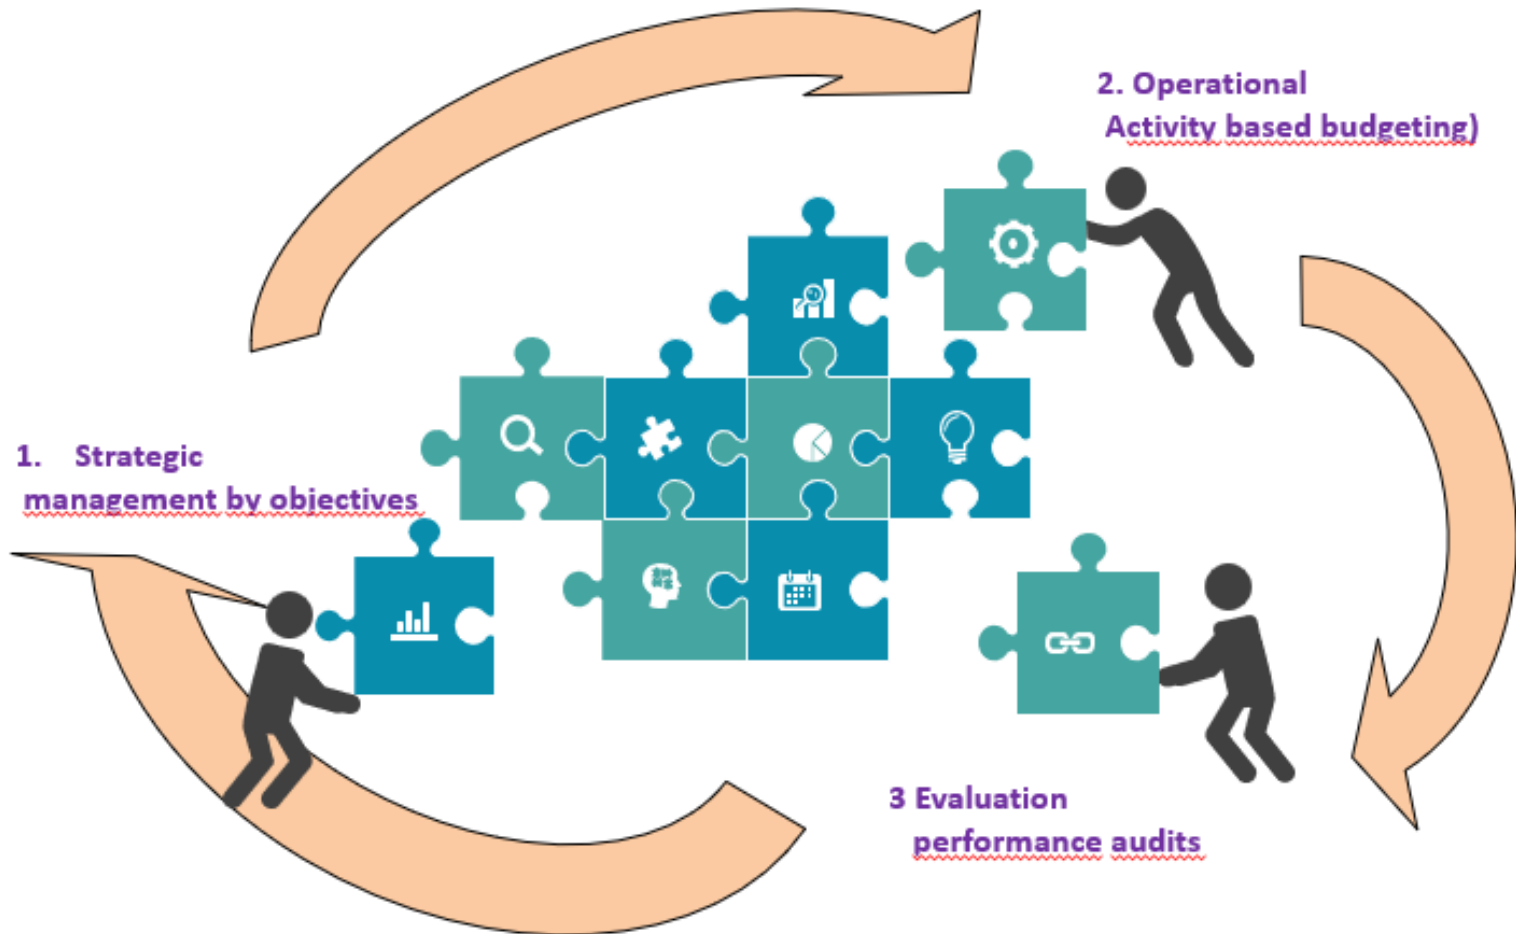 1. Strategic
management by objectives
2. Operational
Activity based budgeting)
3 Evaluation
performance audits